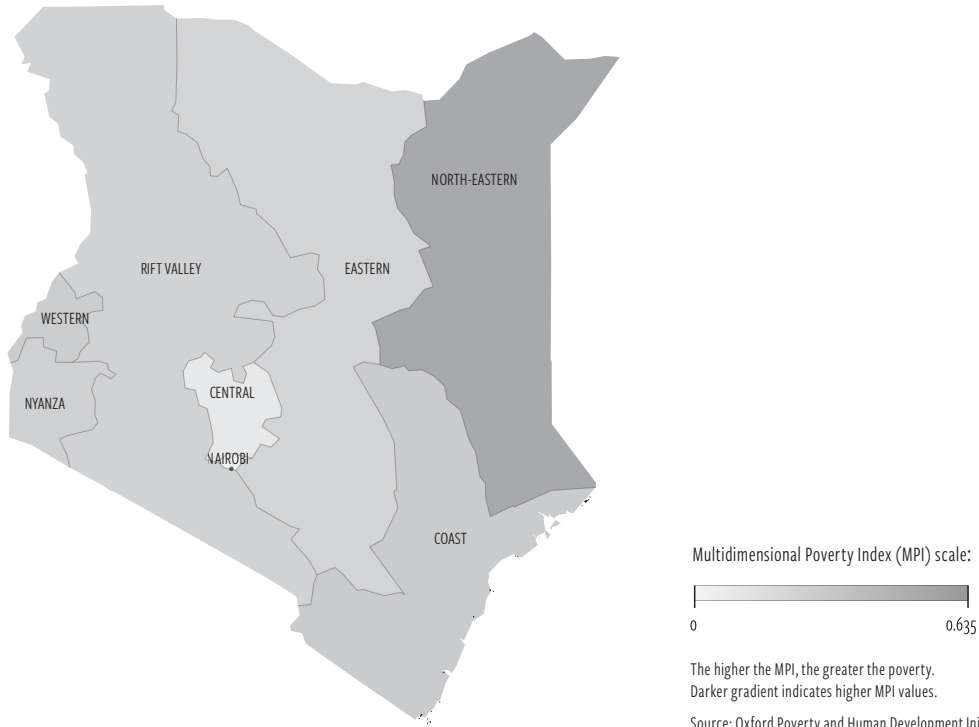 NORTH-EASTERN
RIFT VALLEY
EASTERN
WESTERN
CENTRAL
NYANZA
NAIROBI
COAST
Multidimensional Poverty Index (MPI) scale:
0
0.635
The higher the MPI, the greater the poverty.
Darker gradient indicates higher MPI values.
Source: Oxford Poverty and Human Development